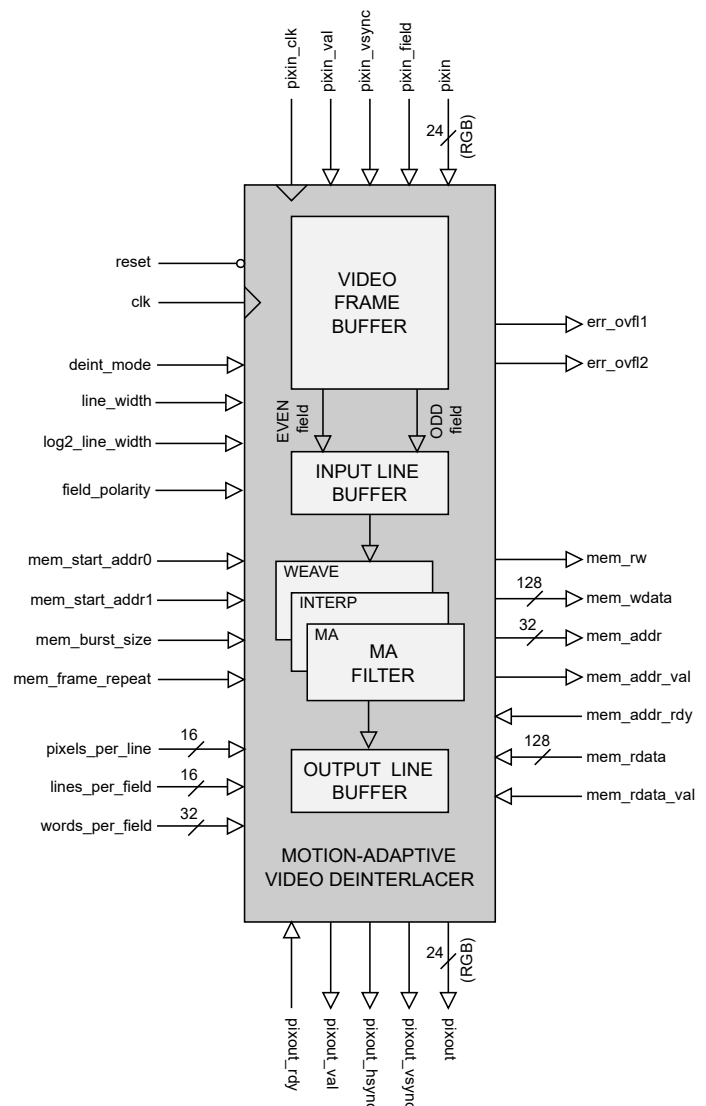 pixin_clk
pixin_val
pixin_vsync
pixin_field
pixin
24
(RGB)
reset
clk
deint_mode
line_width
log2_line_width
field_polarity
mem_start_addr0
mem_start_addr1
mem_burst_size
mem_frame_repeat
pixels_per_line
16
lines_per_field
16
words_per_field
32
VIDEO
FRAME
BUFFER
EVEN
field
ODD
field
INPUT LINE
BUFFER
WEAVE
INTERP
MA
MA
FILTER
OUTPUT LINE
BUFFER
MOTION-ADAPTIVE
VIDEO DEINTERLACER
err_ovfl1
err_ovfl2
mem_rw
128
mem_wdata
32
mem_addr
mem_addr_val
mem_addr_rdy
128
mem_rdata
mem_rdata_val
24
(RGB)
pixout_rdy
pixout_val
pixout_hsync
pixout_vsync
pixout